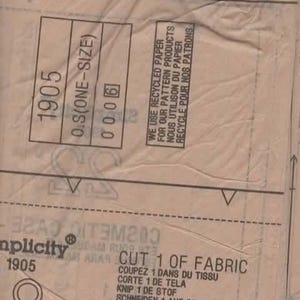 1905
O.S(ONE-SIZE)
0 0 0 6
WE USE RECYCLED PAPER
FOR OUR PATTERN PRODUCTS
NOUS UTILISON DU PAPIER
RECYCLÉ POUR NOS PATRONS.
COSMETIC CASE
mplicity®
1905
CUT 1 OF FABRIC
COUPEZ 1 DANS DU TISSU
CORTE 1 DE TELA
KNIP 1 DE STOF